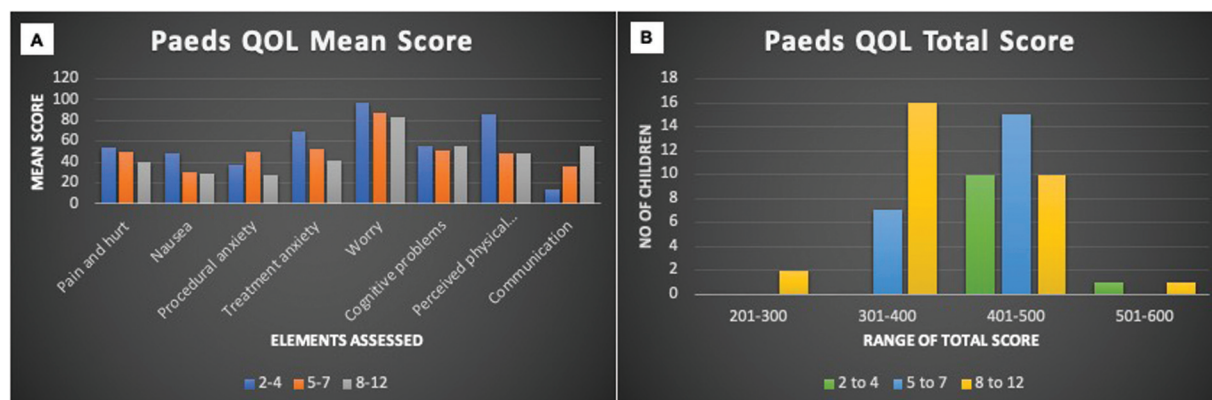 A
Paeds QOL Mean Score
MEAN SCORE
120
100
80
60
40
20
0
Pain and hurt
Nausea
Procedural anxiety
Treatment anxiety
Worry
Cognitive problems
Perceived physical...
Communication
ELEMENTS ASSESSED
2-4 5-7 8-12
B
Paeds QOL Total Score
NO OF CHILDREN
18
16
14
12
10
8
6
4
2
0
201-300 301-400 401-500 501-600
RANGE OF TOTAL SCORE
2 to 4 5 to 7 8 to 12